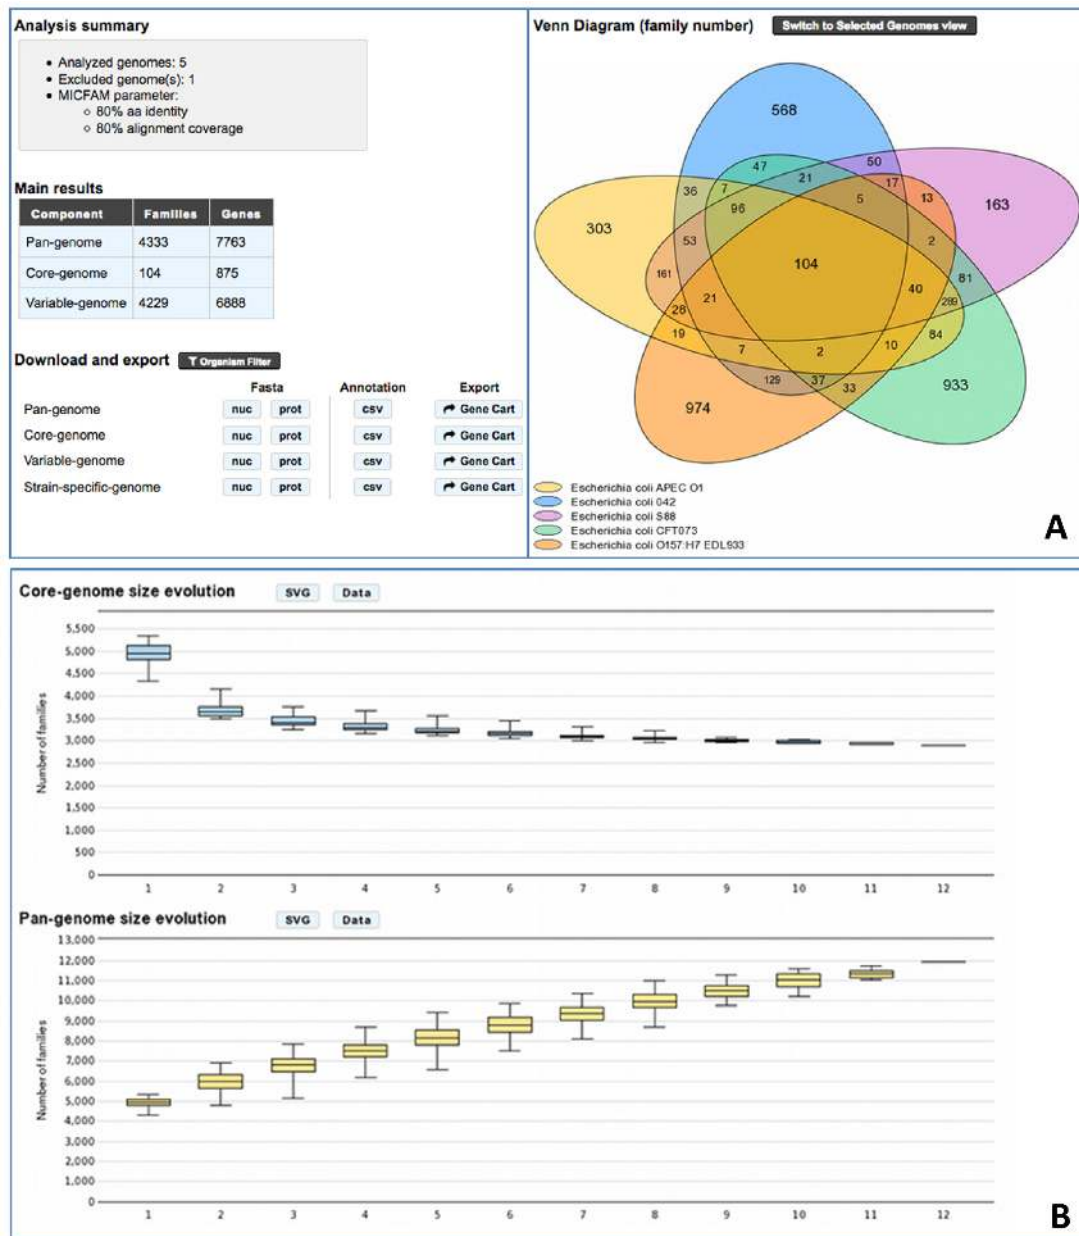 Analysis summary
• Analyzed genomes: 5
• Excluded genome(s): 1
• MICFAM parameter:
○ 80% aa identity
○ 80% alignment coverage
Main results
Component Families Genes
Pan-genome 4333 7763
Core-genome 104 875
Variable-genome 4229 6888
Download and export Organism Filter
Fasta Annotation Export
Pan-genome nuc prot csv Gene Cart
Core-genome nuc prot csv Gene Cart
Variable-genome nuc prot csv Gene Cart
Strain-specific-genome nuc prot csv Gene Cart
Venn Diagram (family number) Switch to Selected Genomes view
568
47 50
36 7 21 17 13
96 5 163
303
53 2
161 104 81
21 40 289
28
19 84
7 2 10
129 37 33 933
974
Escherichia coli APEC O1
Escherichia coli 042
Escherichia coli S88
Escherichia coli CFT073
Escherichia coli O157:H7 EDL933
A
Core-genome size evolution SVG Data
Number of families
5,500
5,000
4,500
4,000
3,500
3,000
2,500
2,000
1,500
1,000
500
0
1 2 3 4 5 6 7 8 9 10 11 12
Pan-genome size evolution SVG Data
Number of families
13,000
12,000
11,000
10,000
9,000
8,000
7,000
6,000
5,000
4,000
3,000
2,000
1,000
0
1 2 3 4 5 6 7 8 9 10 11 12
B